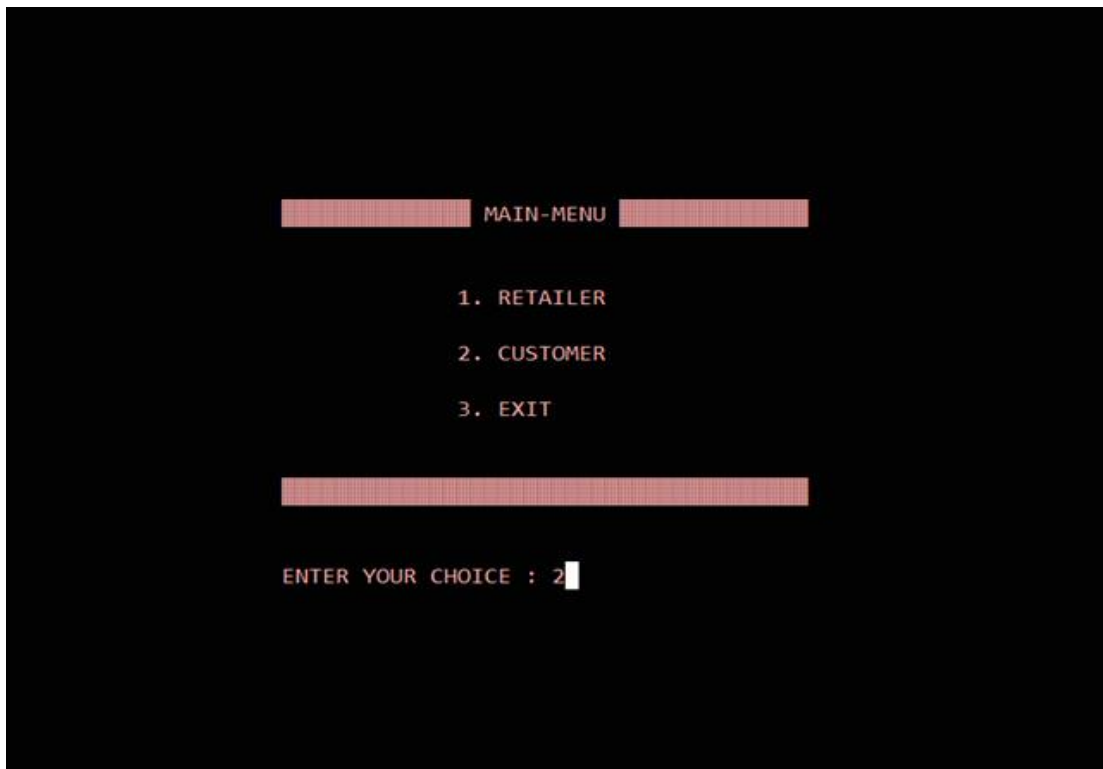 MAIN-MENU
1. RETAILER
2. CUSTOMER
3. EXIT
ENTER YOUR CHOICE : 2